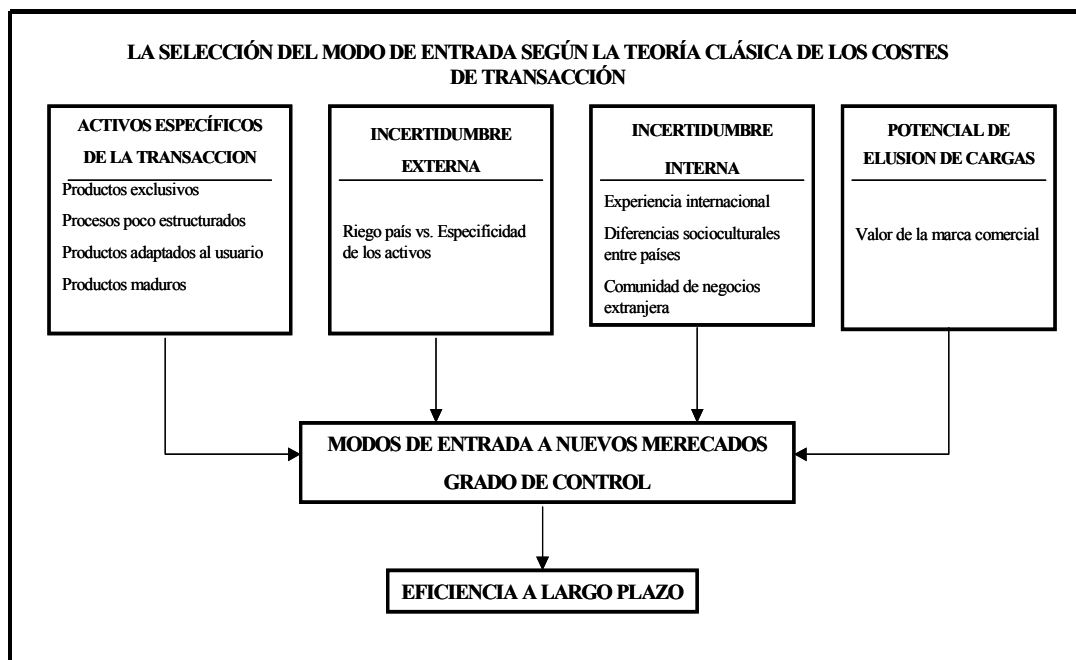 LA SELECCIÓN DEL MODO DE ENTRADA SEGÚN LA TEORÍA CLÁSICA DE LOS COSTES
DE TRANSACCIÓN
ACTIVOS ESPECÍFICOS
DE LA TRANSACCION
Productos exclusivos
Procesos poco estructurados
Productos adaptados al usuario
Productos maduros
INCERTIDUMBRE
EXTERNA
Riego país vs. Especificidad
de los activos
INCERTIDUMBRE
INTERNA
Experiencia internacional
Diferencias socioculturales
entre países
Comunidad de negocios
extranjera
POTENCIAL DE
ELUSION DE CARGAS
Valor de la marca comercial
MODOS DE ENTRADA A NUEVOS MERECADOS
GRADO DE CONTROL
EFICIENCIA A LARGO PLAZO